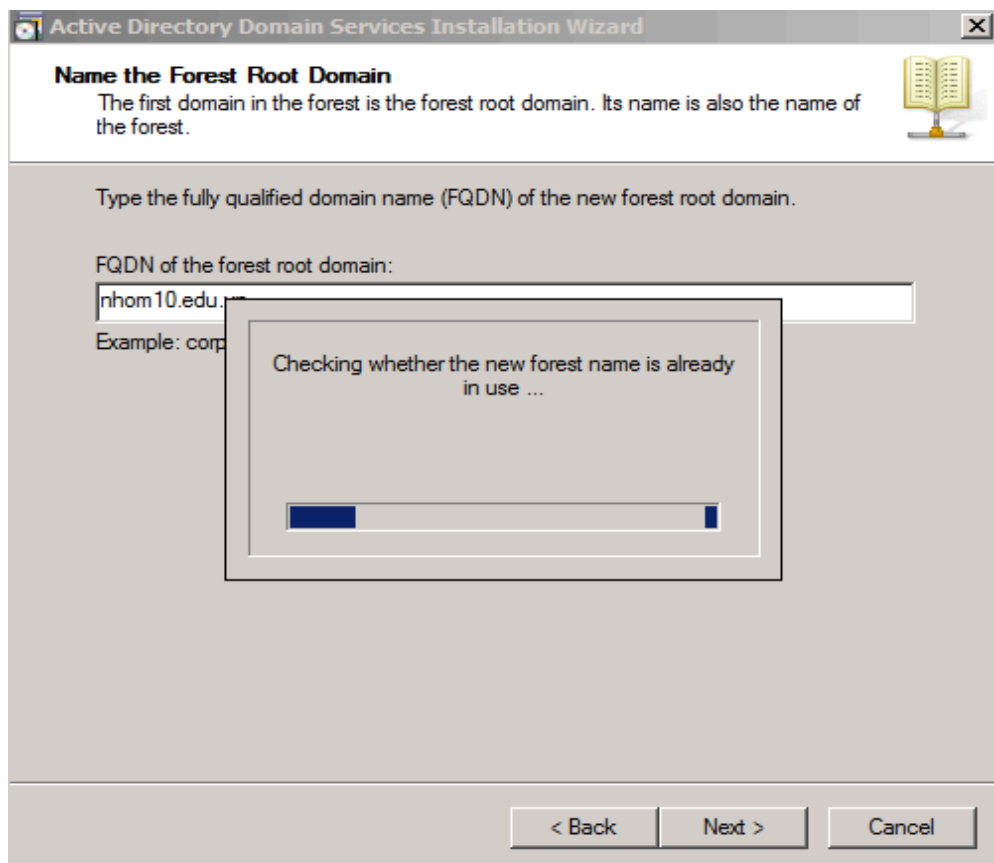 Active Directory Domain Services Installation Wizard
Name the Forest Root Domain
The first domain in the forest is the forest root domain. Its name is also the name of
the forest.
Type the fully qualified domain name (FQDN) of the new forest root domain.
FQDN of the forest root domain:
nhom10.edu.
Example: corp
Checking whether the new forest name is already
in use ...
< Back
Next >
Cancel